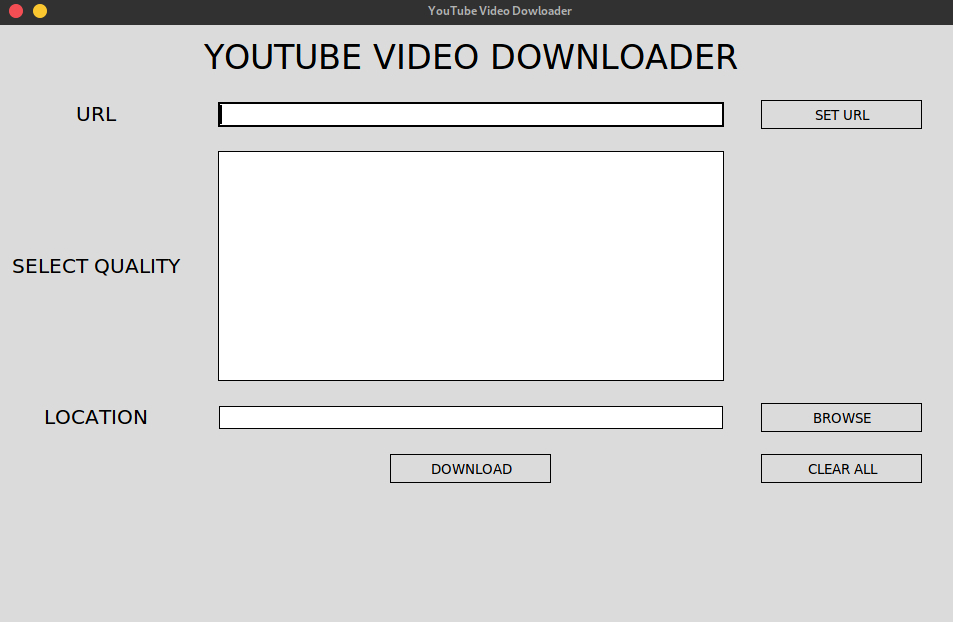 YouTube Video Dowloader
YOUTUBE VIDEO DOWNLOADER
URL
SET URL
SELECT QUALITY
LOCATION
BROWSE
DOWNLOAD
CLEAR ALL